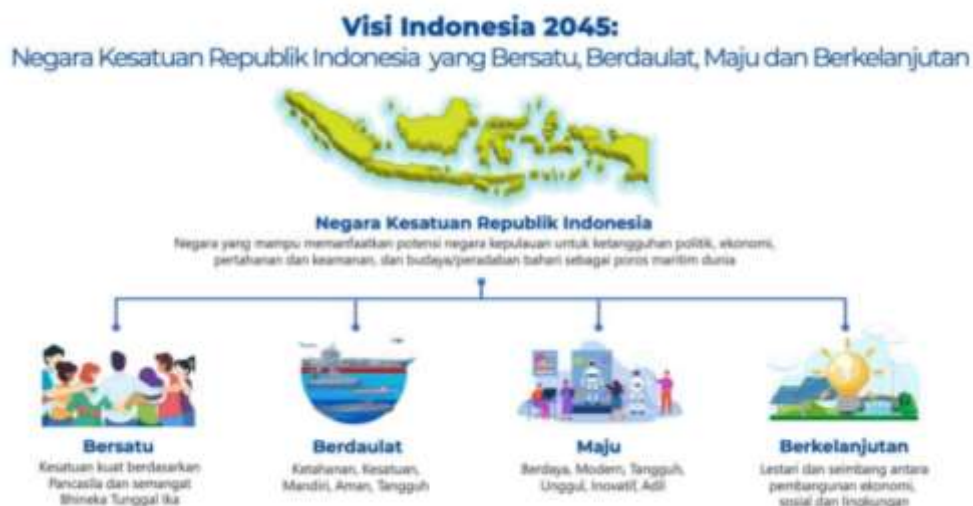 Visi Indonesia 2045:
Negara Kesatuan Republik Indonesia yang Bersatu, Berdaulat, Maju dan Berkelanjutan
Negara Kesatuan Republik Indonesia
Negara yang mampu memanfaatkan potensi negara kepulauan untuk ketangguhan politik, ekonomi,
pertahanan dan keamanan, dan budaya/peradaban bahari sebagai poros maritim dunia
Bersatu
Kesatuan kuat berdasarkan
Pancasila dan semangat
Bhineka Tunggal Ika
Berdaulat
Ketahanan, Kesatuan,
Mandiri, Aman, Tangguh
Maju
Berdaya, Modern, Tangguh,
Unggul, Inovatif, Adil
Berkelanjutan
Lestari dan seimbang antara
pembangunan ekonomi,
sosial dan lingkungan